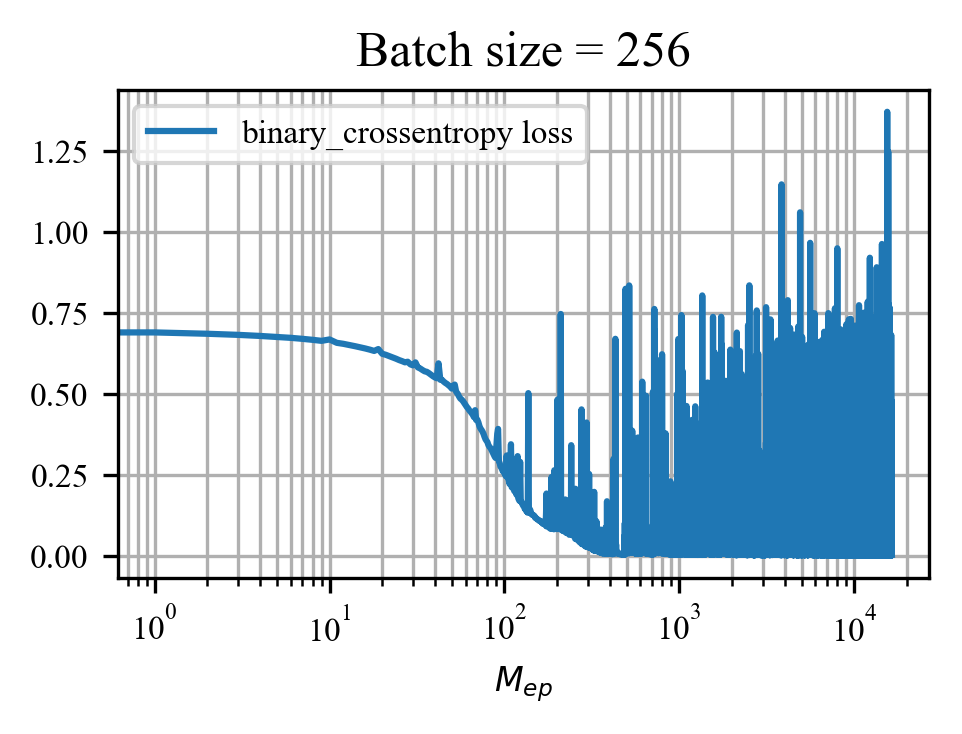 Batch size = 256
binary_crossentropy loss
1.25
1.00
0.75
0.50
0.25
0.00
10⁰ 10¹ 10² 10³ 10⁴
M_ep